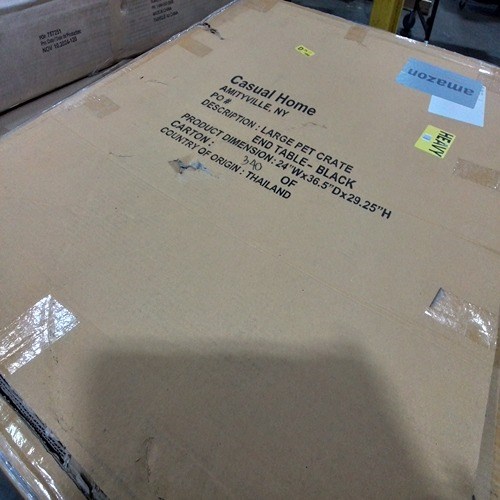 Casual Home
AMITYVILLE, NY
PO #
DESCRIPTION : LARGE PET CRATE
END TABLE - BLACK
PRODUCT DIMENSION: 24"Wx36.5"Dx29.25"H
CARTON : 340 OF
COUNTRY OF ORIGIN : THAILAND
amazon
HEAVY